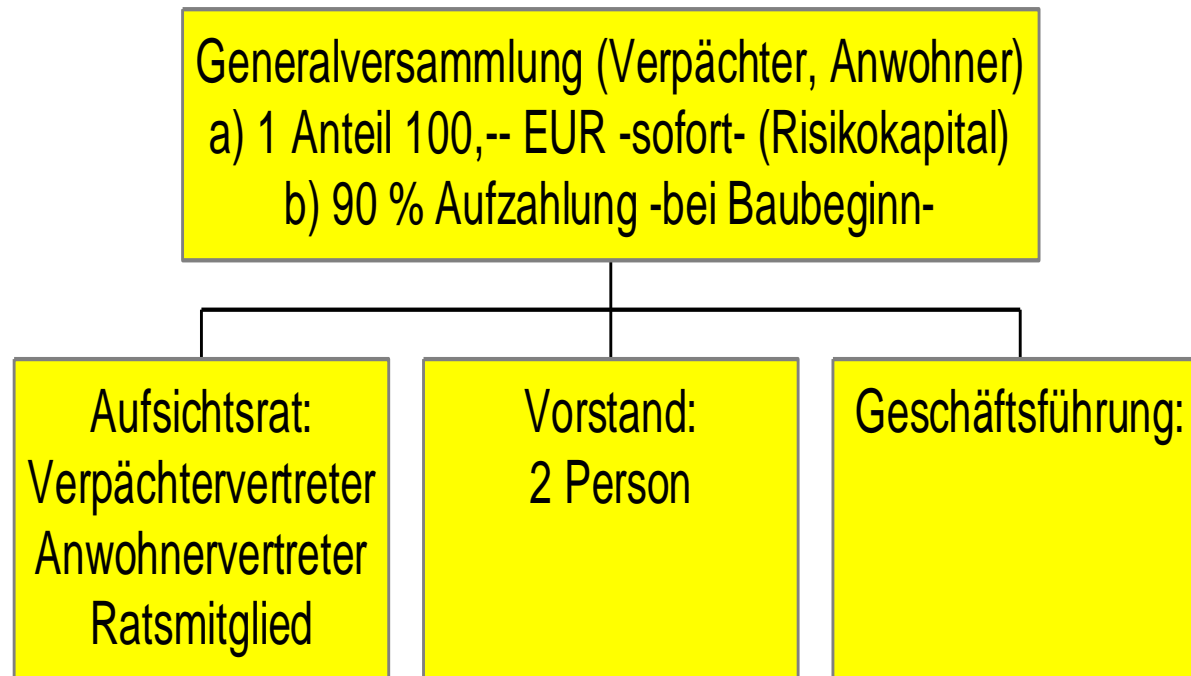 Generalversammlung (Verpächter, Anwohner)
a) 1 Anteil 100,-- EUR -sofort- (Risikokapital)
b) 90 % Aufzahlung -bei Baubeginn-
Aufsichtsrat:
Verpächtervertreter
Anwohnervertreter
Ratsmitglied
Vorstand:
2 Person
Geschäftsführung: